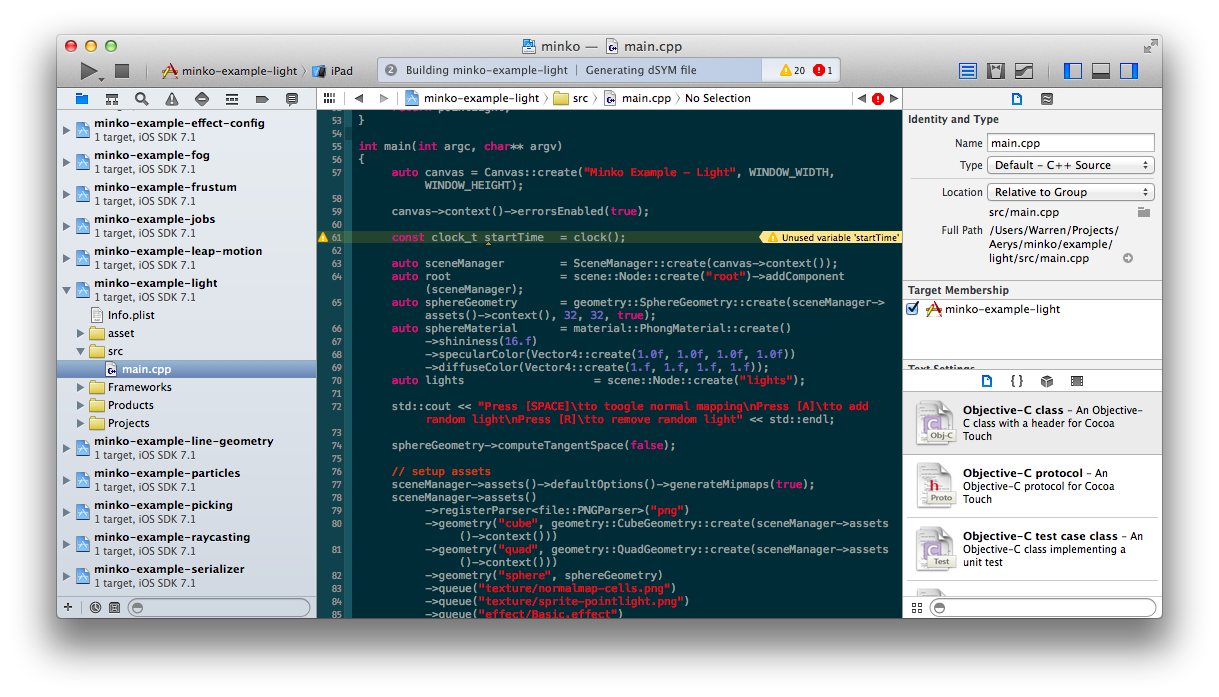 minko — main.cpp
minko-example-light iPad
2 Building minko-example-light | Generating dSYM file
20 1
minko-example-light src main.cpp No Selection
minko-example-effect-config
1 target, iOS SDK 7.1
minko-example-fog
1 target, iOS SDK 7.1
minko-example-frustum
1 target, iOS SDK 7.1
minko-example-jobs
1 target, iOS SDK 7.1
minko-example-leap-motion
1 target, iOS SDK 7.1
minko-example-light
1 target, iOS SDK 7.1
Info.plist
asset
src
main.cpp
Frameworks
Products
Projects
minko-example-line-geometry
1 target, iOS SDK 7.1
minko-example-particles
1 target, iOS SDK 7.1
minko-example-picking
1 target, iOS SDK 7.1
minko-example-raycasting
1 target, iOS SDK 7.1
minko-example-serializer
1 target, iOS SDK 7.1
53 }
54
55 int main(int argc, char** argv)
56 {
57 auto canvas = Canvas::create("Minko Example - Light", WINDOW_WIDTH,
WINDOW_HEIGHT);
58
59 canvas->context()->errorsEnabled(true);
60
61 const clock_t startTime = clock(); Unused variable 'startTime'
62
63 auto sceneManager = SceneManager::create(canvas->context());
64 auto root = scene::Node::create("root")->addComponent
(sceneManager);
65 auto sphereGeometry = geometry::SphereGeometry::create(sceneManager->
assets()->context(), 32, 32, true);
66 auto sphereMaterial = material::PhongMaterial::create()
67 ->shininess(16.f)
68 ->specularColor(Vector4::create(1.0f, 1.0f, 1.0f, 1.0f))
69 ->diffuseColor(Vector4::create(1.f, 1.f, 1.f, 1.f));
70 auto lights = scene::Node::create("lights");
71
72 std::cout << "Press [SPACE]\tto toogle normal mapping\nPress [A]\tto add
random light\nPress [R]\tto remove random light" << std::endl;
73
74 sphereGeometry->computeTangentSpace(false);
75
76 // setup assets
77 sceneManager->assets()->defaultOptions()->generateMipmaps(true);
78 sceneManager->assets()
79 ->registerParser<file::PNGParser>("png")
80 ->geometry("cube", geometry::CubeGeometry::create(sceneManager->assets
()->context()))
81 ->geometry("quad", geometry::QuadGeometry::create(sceneManager->assets
()->context()))
82 ->geometry("sphere", sphereGeometry)
83 ->queue("texture/normalmap-cells.png")
84 ->queue("texture/sprite-pointlight.png")
85 ->queue("effect/Basic.effect")
Identity and Type
Name main.cpp
Type Default - C++ Source
Location Relative to Group
src/main.cpp
Full Path /Users/Warren/Projects/
Aerys/minko/example/
light/src/main.cpp
Target Membership
minko-example-light
Text Settings
Obj-C
Objective-C class - An Objective-
C class with a header for Cocoa
Touch
h
Proto
Objective-C protocol - An
Objective-C protocol for Cocoa
Touch
C
Test
Objective-C test case class - An
Objective-C class implementing a
unit test